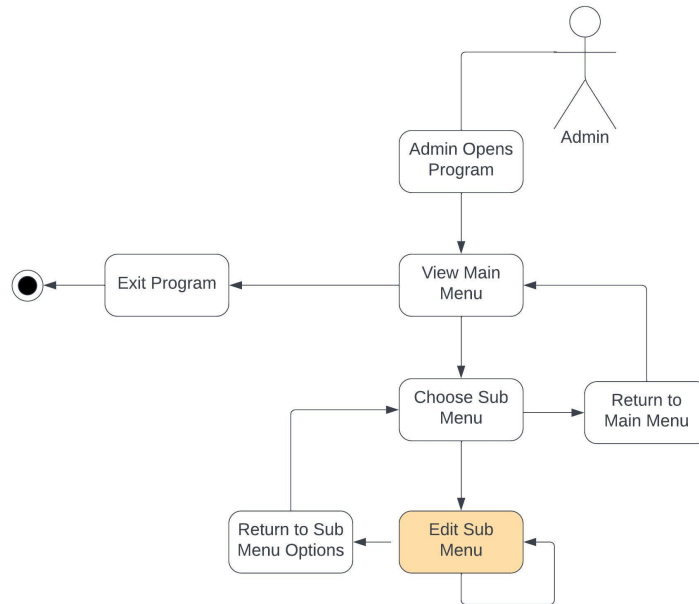 Admin
Admin Opens
Program
Exit Program
View Main
Menu
Choose Sub
Menu
Return to
Main Menu
Return to Sub
Menu Options
Edit Sub
Menu